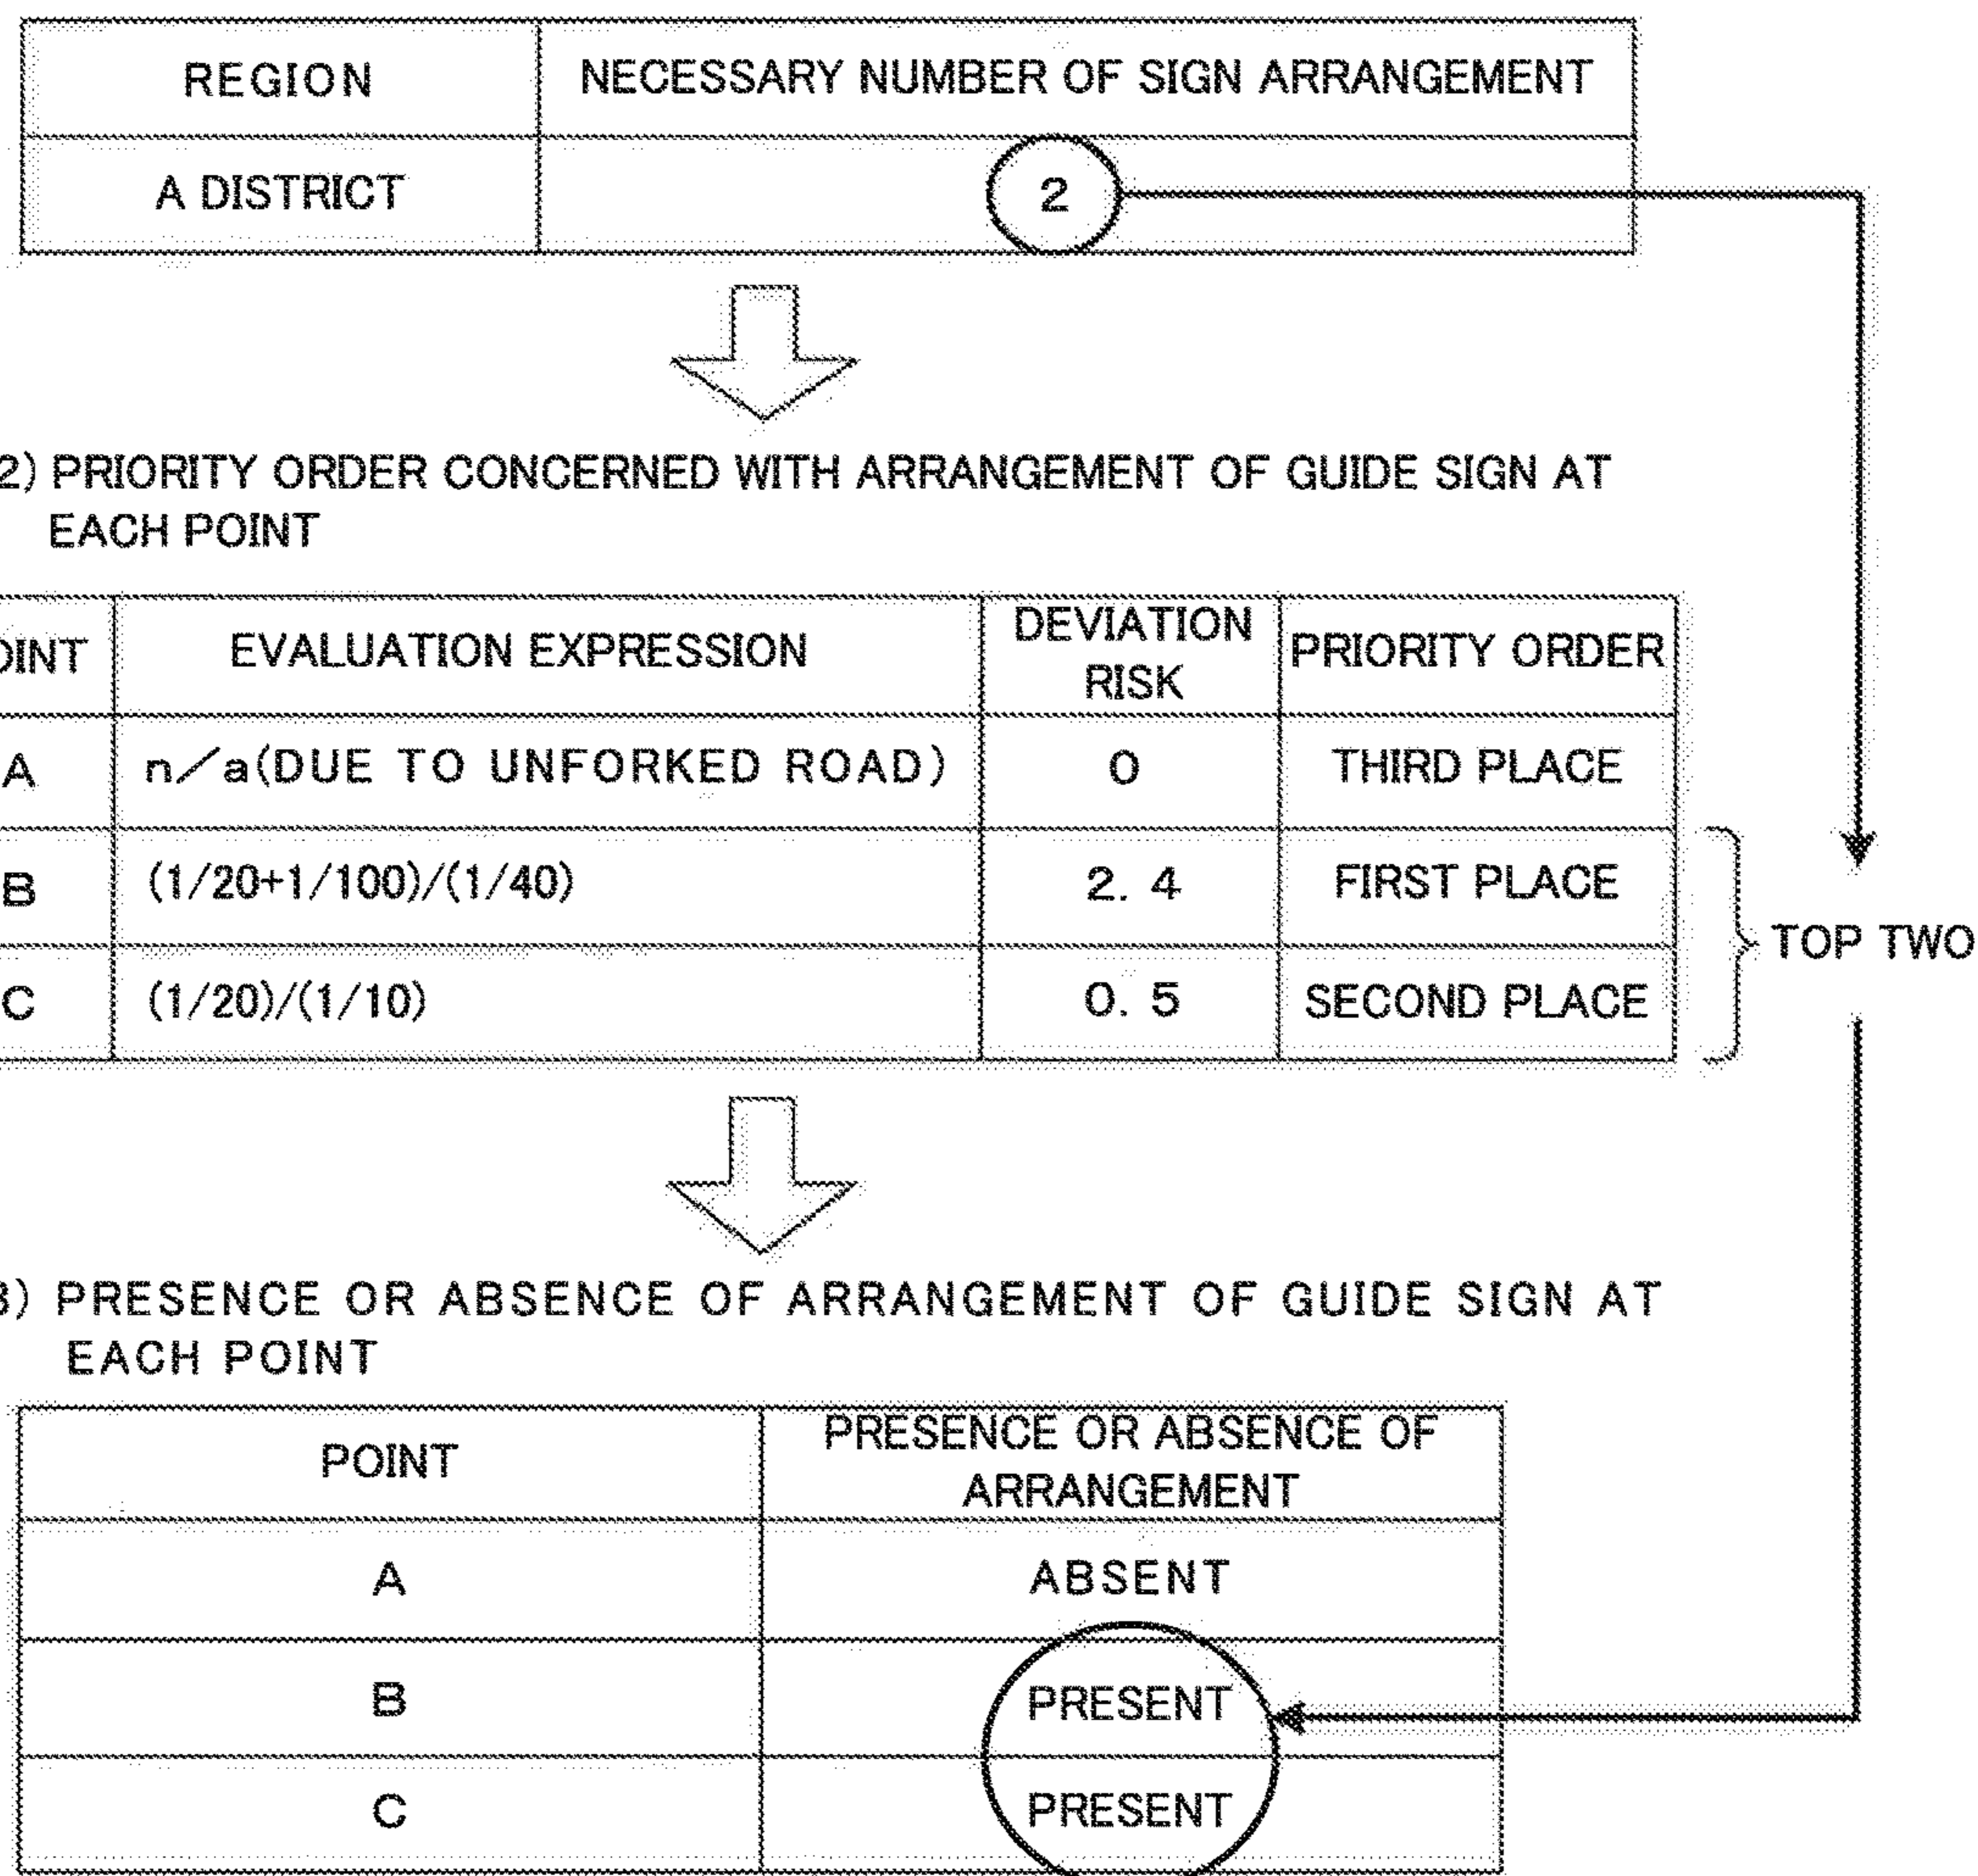 REGION NECESSARY NUMBER OF SIGN ARRANGEMENT
A DISTRICT 2
2) PRIORITY ORDER CONCERNED WITH ARRANGEMENT OF GUIDE SIGN AT
EACH POINT
OINT EVALUATION EXPRESSION DEVIATION
RISK PRIORITY ORDER
A n/a(DUE TO UNFORKED ROAD) 0 THIRD PLACE
B (1/20+1/100)/(1/40) 2. 4 FIRST PLACE
C (1/20)/(1/10) 0. 5 SECOND PLACE
TOP TWO
3) PRESENCE OR ABSENCE OF ARRANGEMENT OF GUIDE SIGN AT
EACH POINT
POINT PRESENCE OR ABSENCE OF
ARRANGEMENT
A ABSENT
B PRESENT
C PRESENT